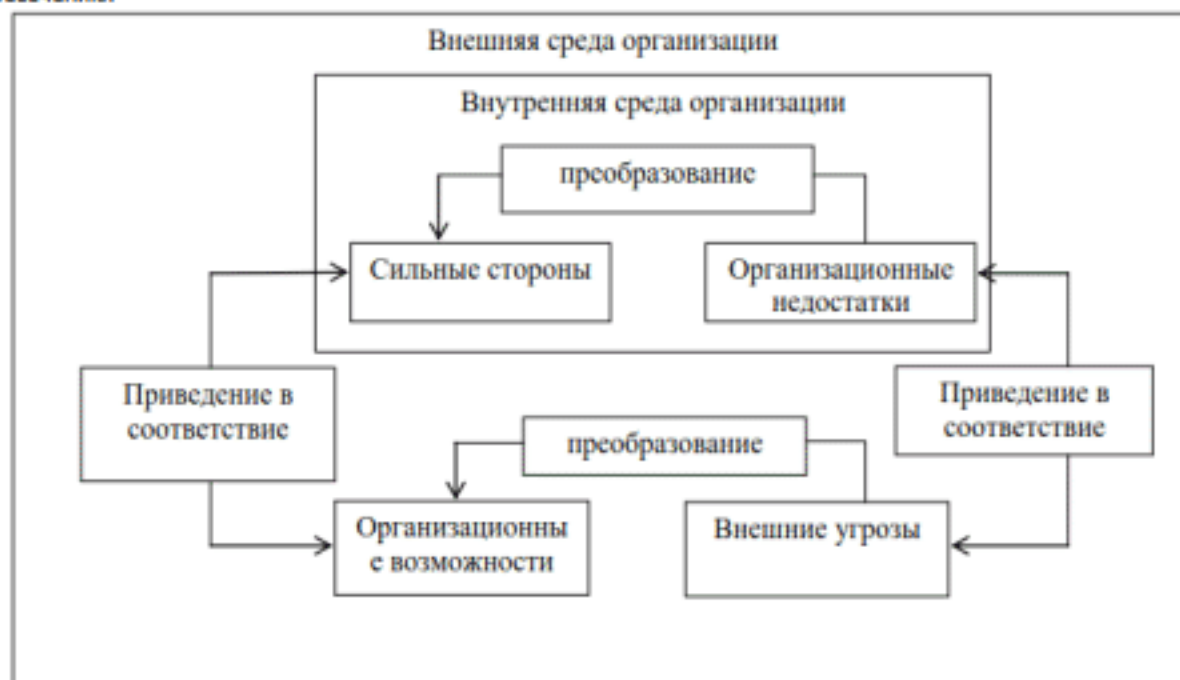 Внешняя среда организации
Внутренняя среда организации
преобразование
Сильные стороны
Организационные
недостатки
Приведение в
соответствие
Приведение в
соответствие
преобразование
Организационны
е возможности
Внешние угрозы